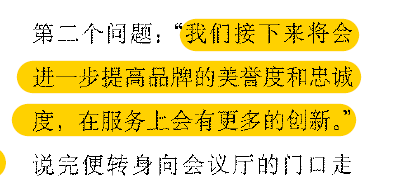 第二个问题：“我们接下来将会
进一步提高品牌的美誉度和忠诚
度，在服务上会有更多的创新。”
说完便转身向会议厅的门口走